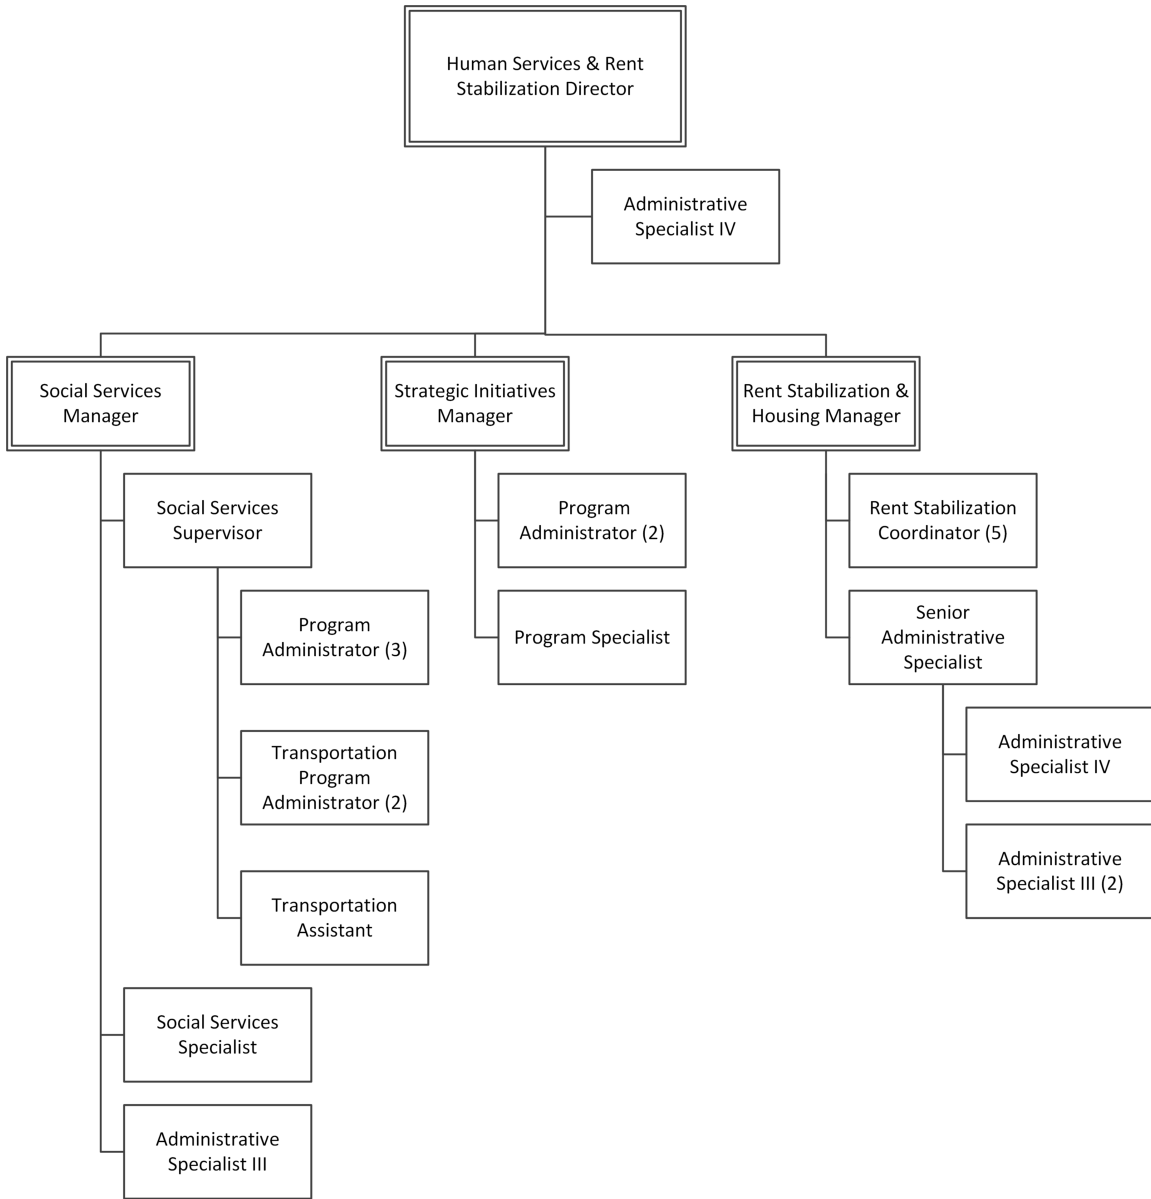 Human Services & Rent
Stabilization Director
Administrative
Specialist IV
Social Services
Manager
Strategic Initiatives
Manager
Rent Stabilization &
Housing Manager
Social Services
Supervisor
Program
Administrator (3)
Transportation
Program
Administrator (2)
Transportation
Assistant
Social Services
Specialist
Administrative
Specialist III
Program
Administrator (2)
Program Specialist
Rent Stabilization
Coordinator (5)
Senior
Administrative
Specialist
Administrative
Specialist IV
Administrative
Specialist III (2)